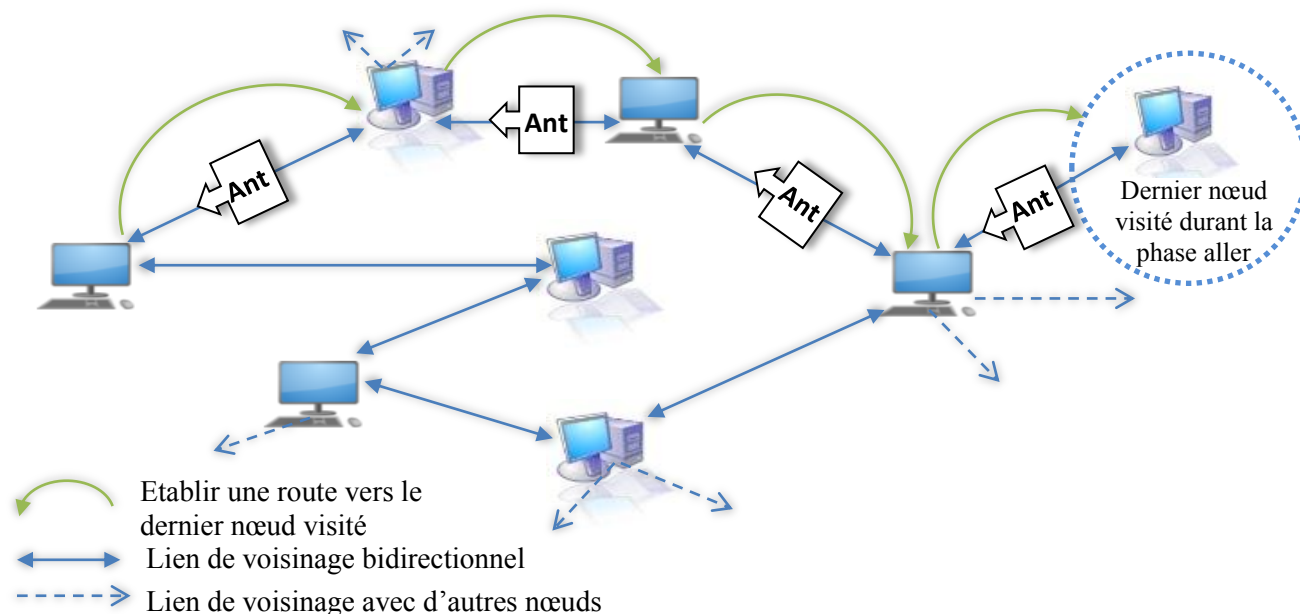 Ant
Ant
Ant
Ant
Dernier nœud
visité durant la
phase aller
Etablir une route vers le
dernier nœud visité
Lien de voisinage bidirectionnel
Lien de voisinage avec d'autres nœuds